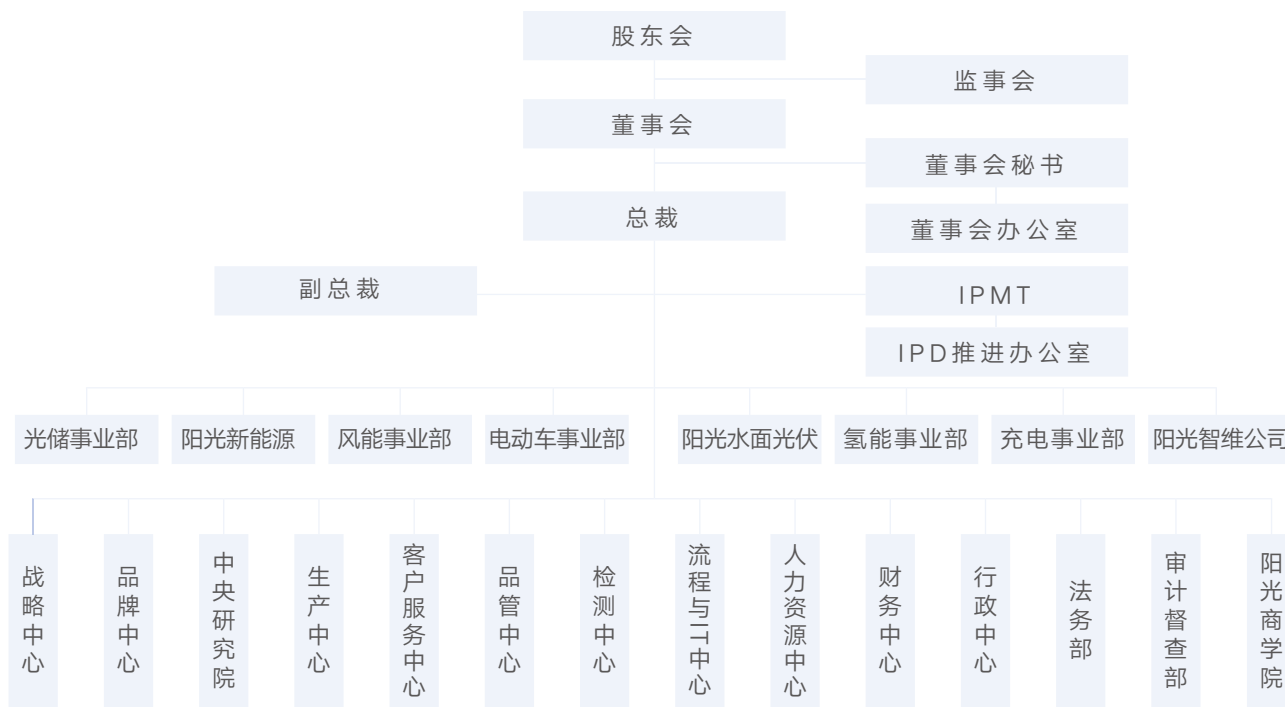 股东会
监事会
董事会
董事会秘书
总裁
董事会办公室
副总裁
IPMT
IPD推进办公室
光储事业部
阳光新能源
风能事业部
电动车事业部
阳光水面光伏
氢能事业部
充电事业部
阳光智维公司
战略中心
品牌中心
中央研究院
生产中心
客户服务中心
品管中心
检测中心
流程与IT中心
人力资源中心
财务中心
行政中心
法务部
审计督查部
阳光商学院